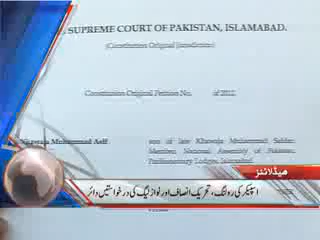 SUPREME COURT OF PAKISTAN, ISLAMABAD.
(Constitution Original Jurisdiction)
Constitution Original Petition No. of 2012
Khawaja Muhammad Asif
son of late Khawaja Muhammad Safdar
Member, National Assembly of Pakistan,
Parliamentary Lodges, Islamabad.
ہیڈلائنز
اسپیکر کی رولنگ، تحریک انصاف اور نواز لیگ کی درخواستیں دائر